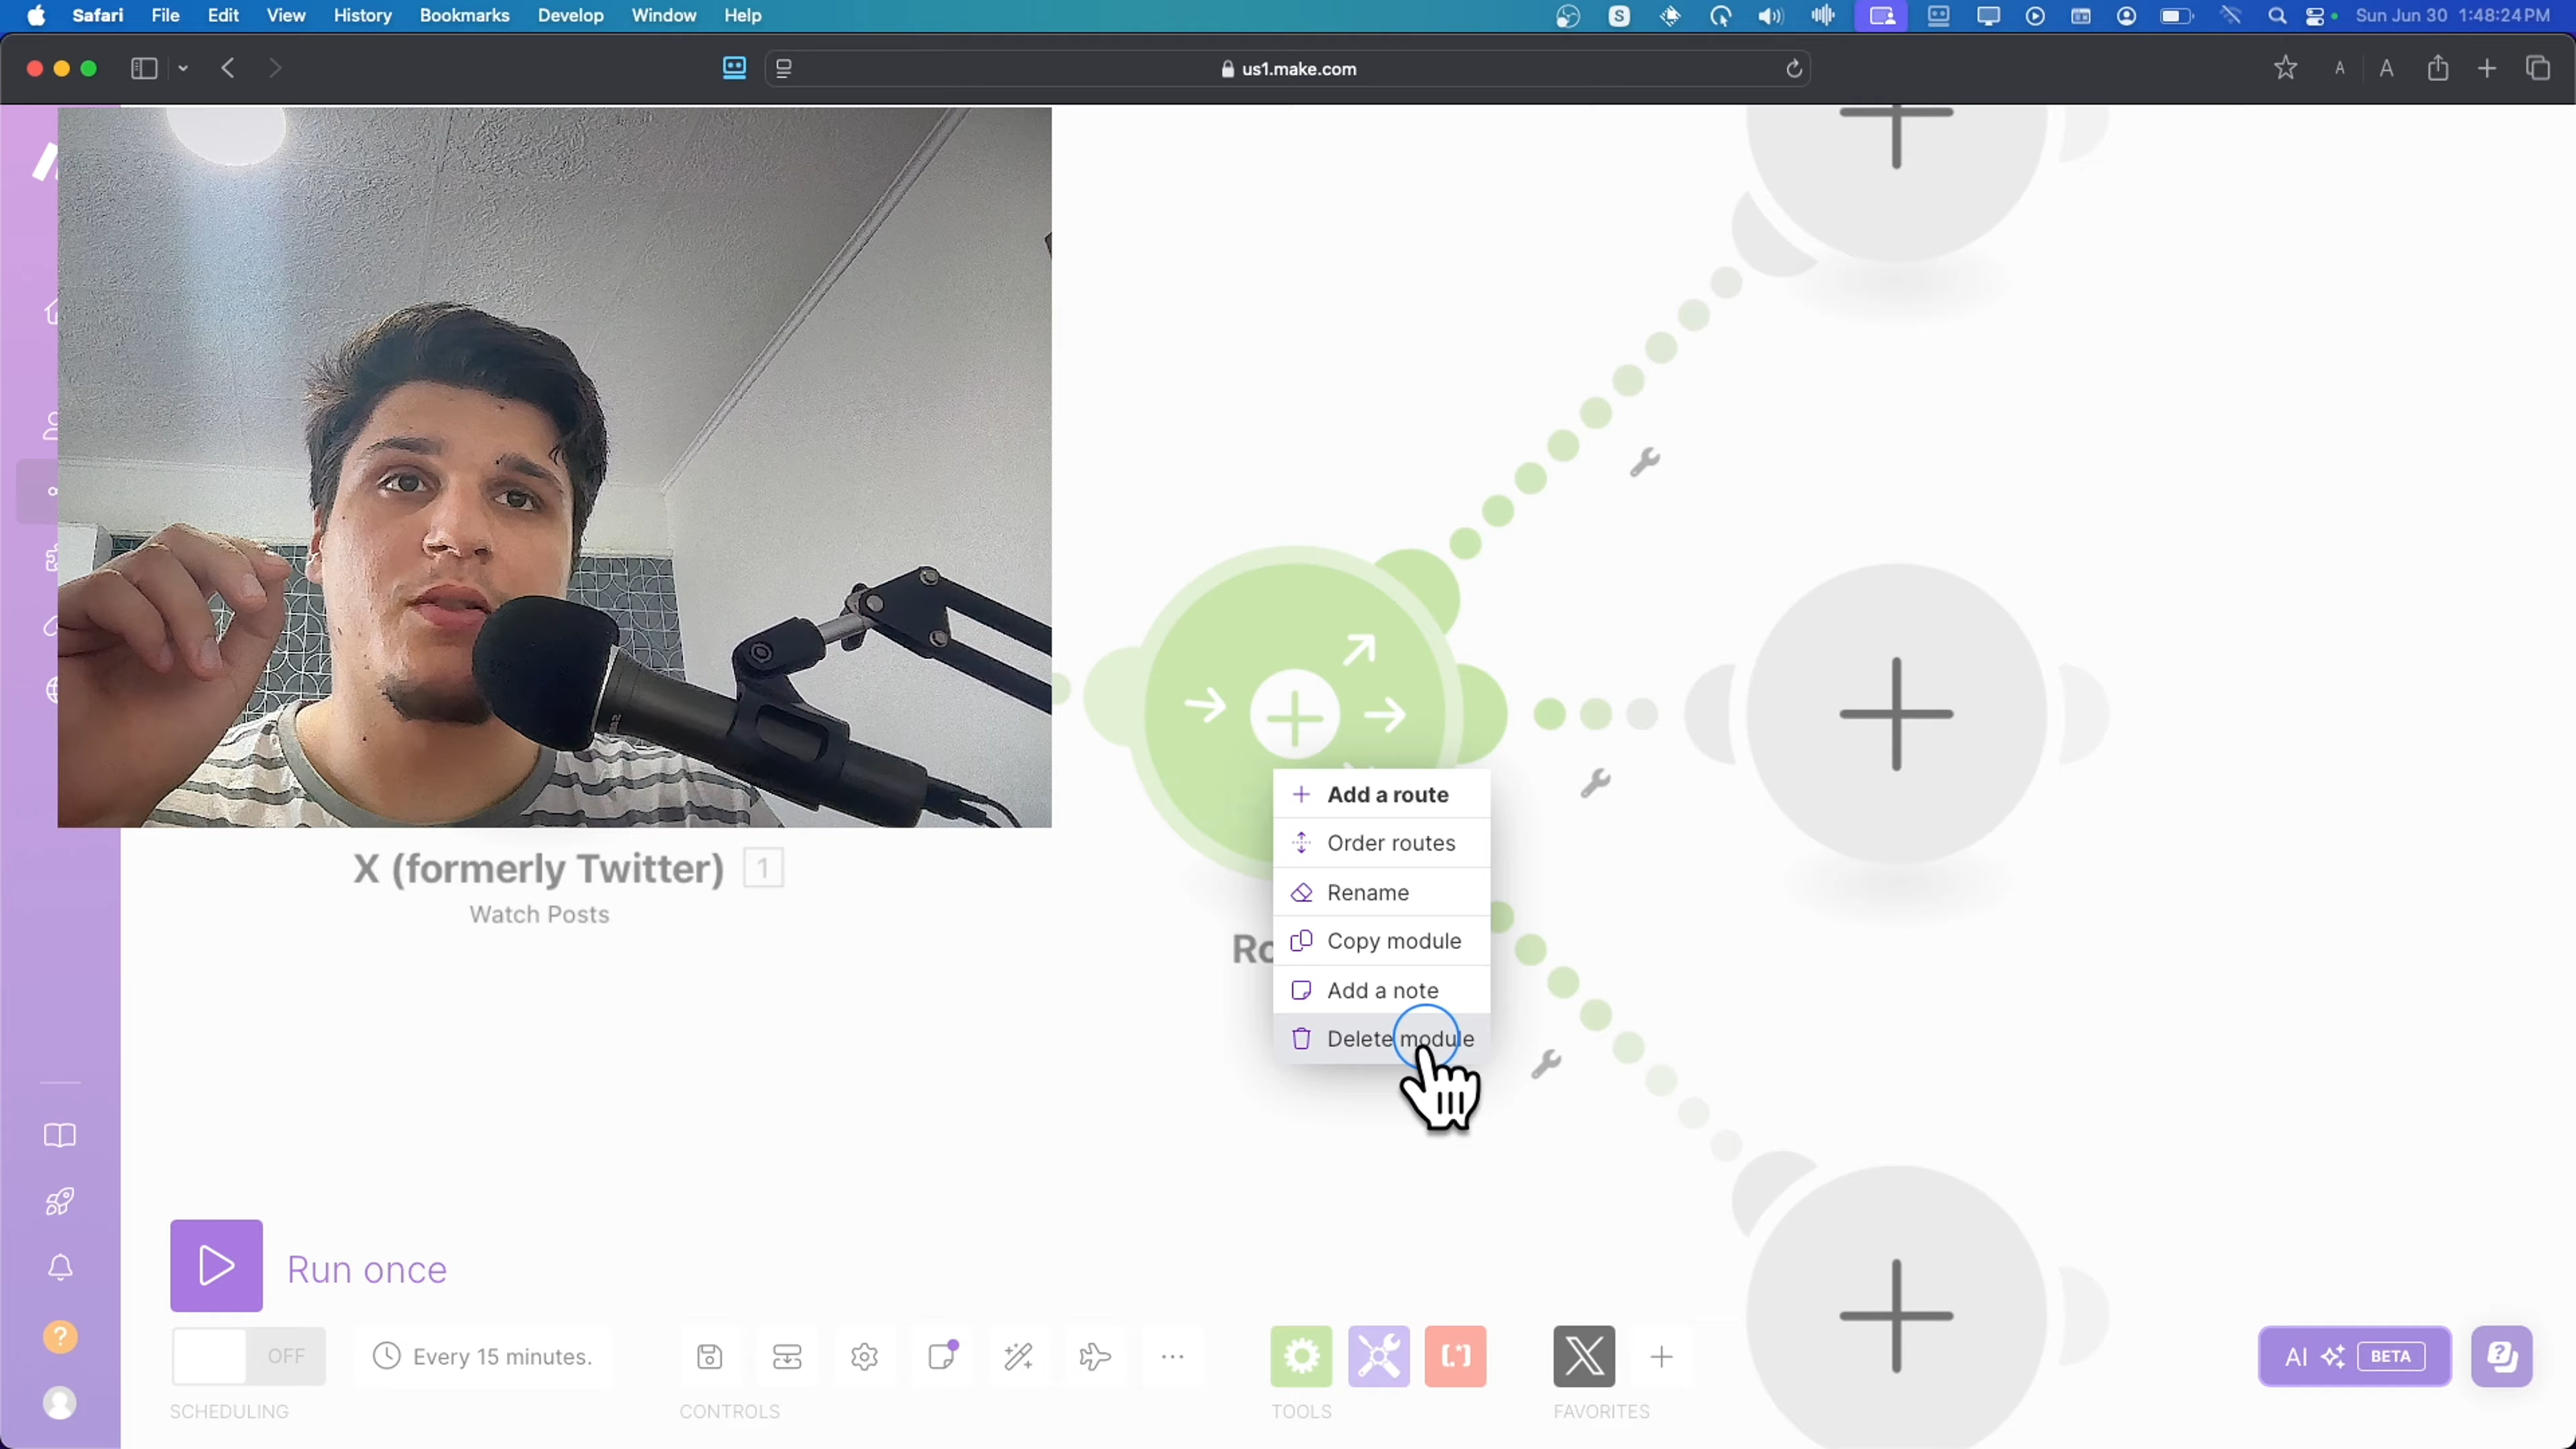 Safari File Edit View History Bookmarks Develop Window Help
S
Sun Jun 30 1:48:24 PM
us1.make.com
A A
X (formerly Twitter) 1
Watch Posts
Add a route
Order routes
Rename
Copy module
Add a note
Delete module
Run once
OFF
Every 15 minutes.
AI BETA
SCHEDULING
CONTROLS
TOOLS
FAVORITES